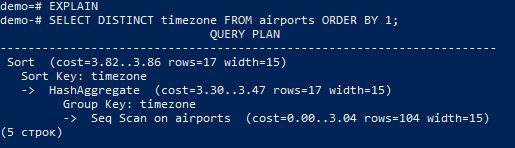 demo=# EXPLAIN
demo-# SELECT DISTINCT timezone FROM airports ORDER BY 1;
                              QUERY PLAN
-----------------------------------------------------------------------
 Sort  (cost=3.82..3.86 rows=17 width=15)
   Sort Key: timezone
   ->  HashAggregate  (cost=3.30..3.47 rows=17 width=15)
         Group Key: timezone
         ->  Seq Scan on airports  (cost=0.00..3.04 rows=104 width=15)
(5 строк)